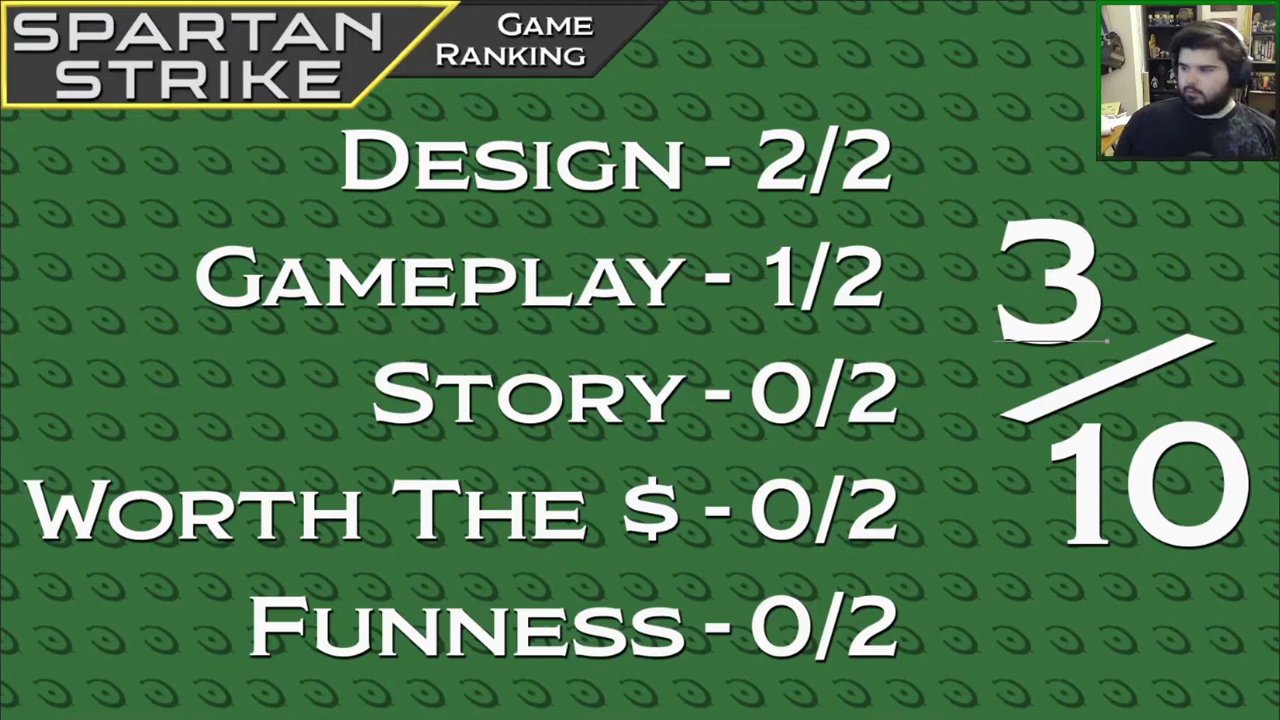 SPARTAN
STRIKE
GAME
RANKING
DESIGN - 2/2
GAMEPLAY - 1/2
STORY - 0/2
WORTH THE $ - 0/2
FUNNESS - 0/2
3
/
10